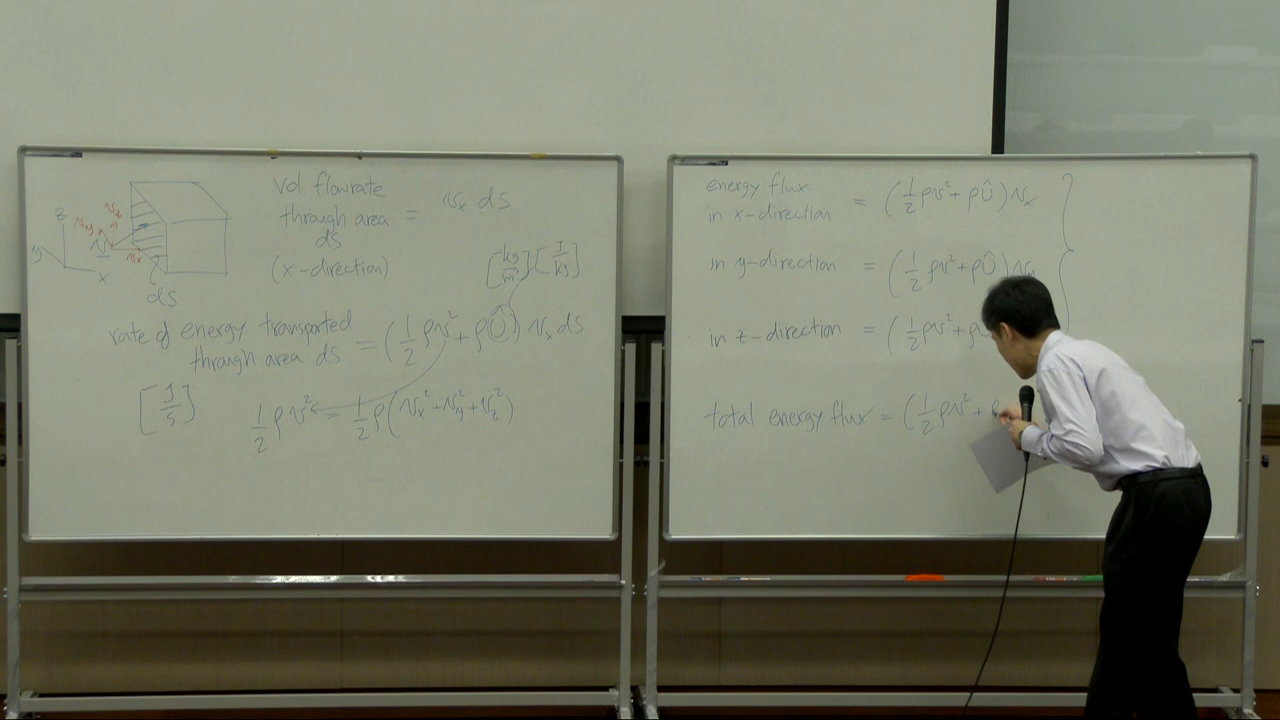 z
y
x
v_z
v_y
v
v_x
dS
Vol. flowrate
through area = v_x dS
dS
(x-direction)
[kg/m³] [J/kg]
rate of energy transported
through area dS = (1/2 ρv² + ρÛ) v_x dS
[J/s]
1/2 ρv² = 1/2 ρ(v_x² + v_y² + v_z²)
energy flux
in x-direction = (1/2 ρv² + ρÛ) v_x
in y-direction = (1/2 ρv² + ρÛ) v_y
in z-direction = (1/2 ρv² + ρ
total energy flux = (1/2 ρv² + ρ